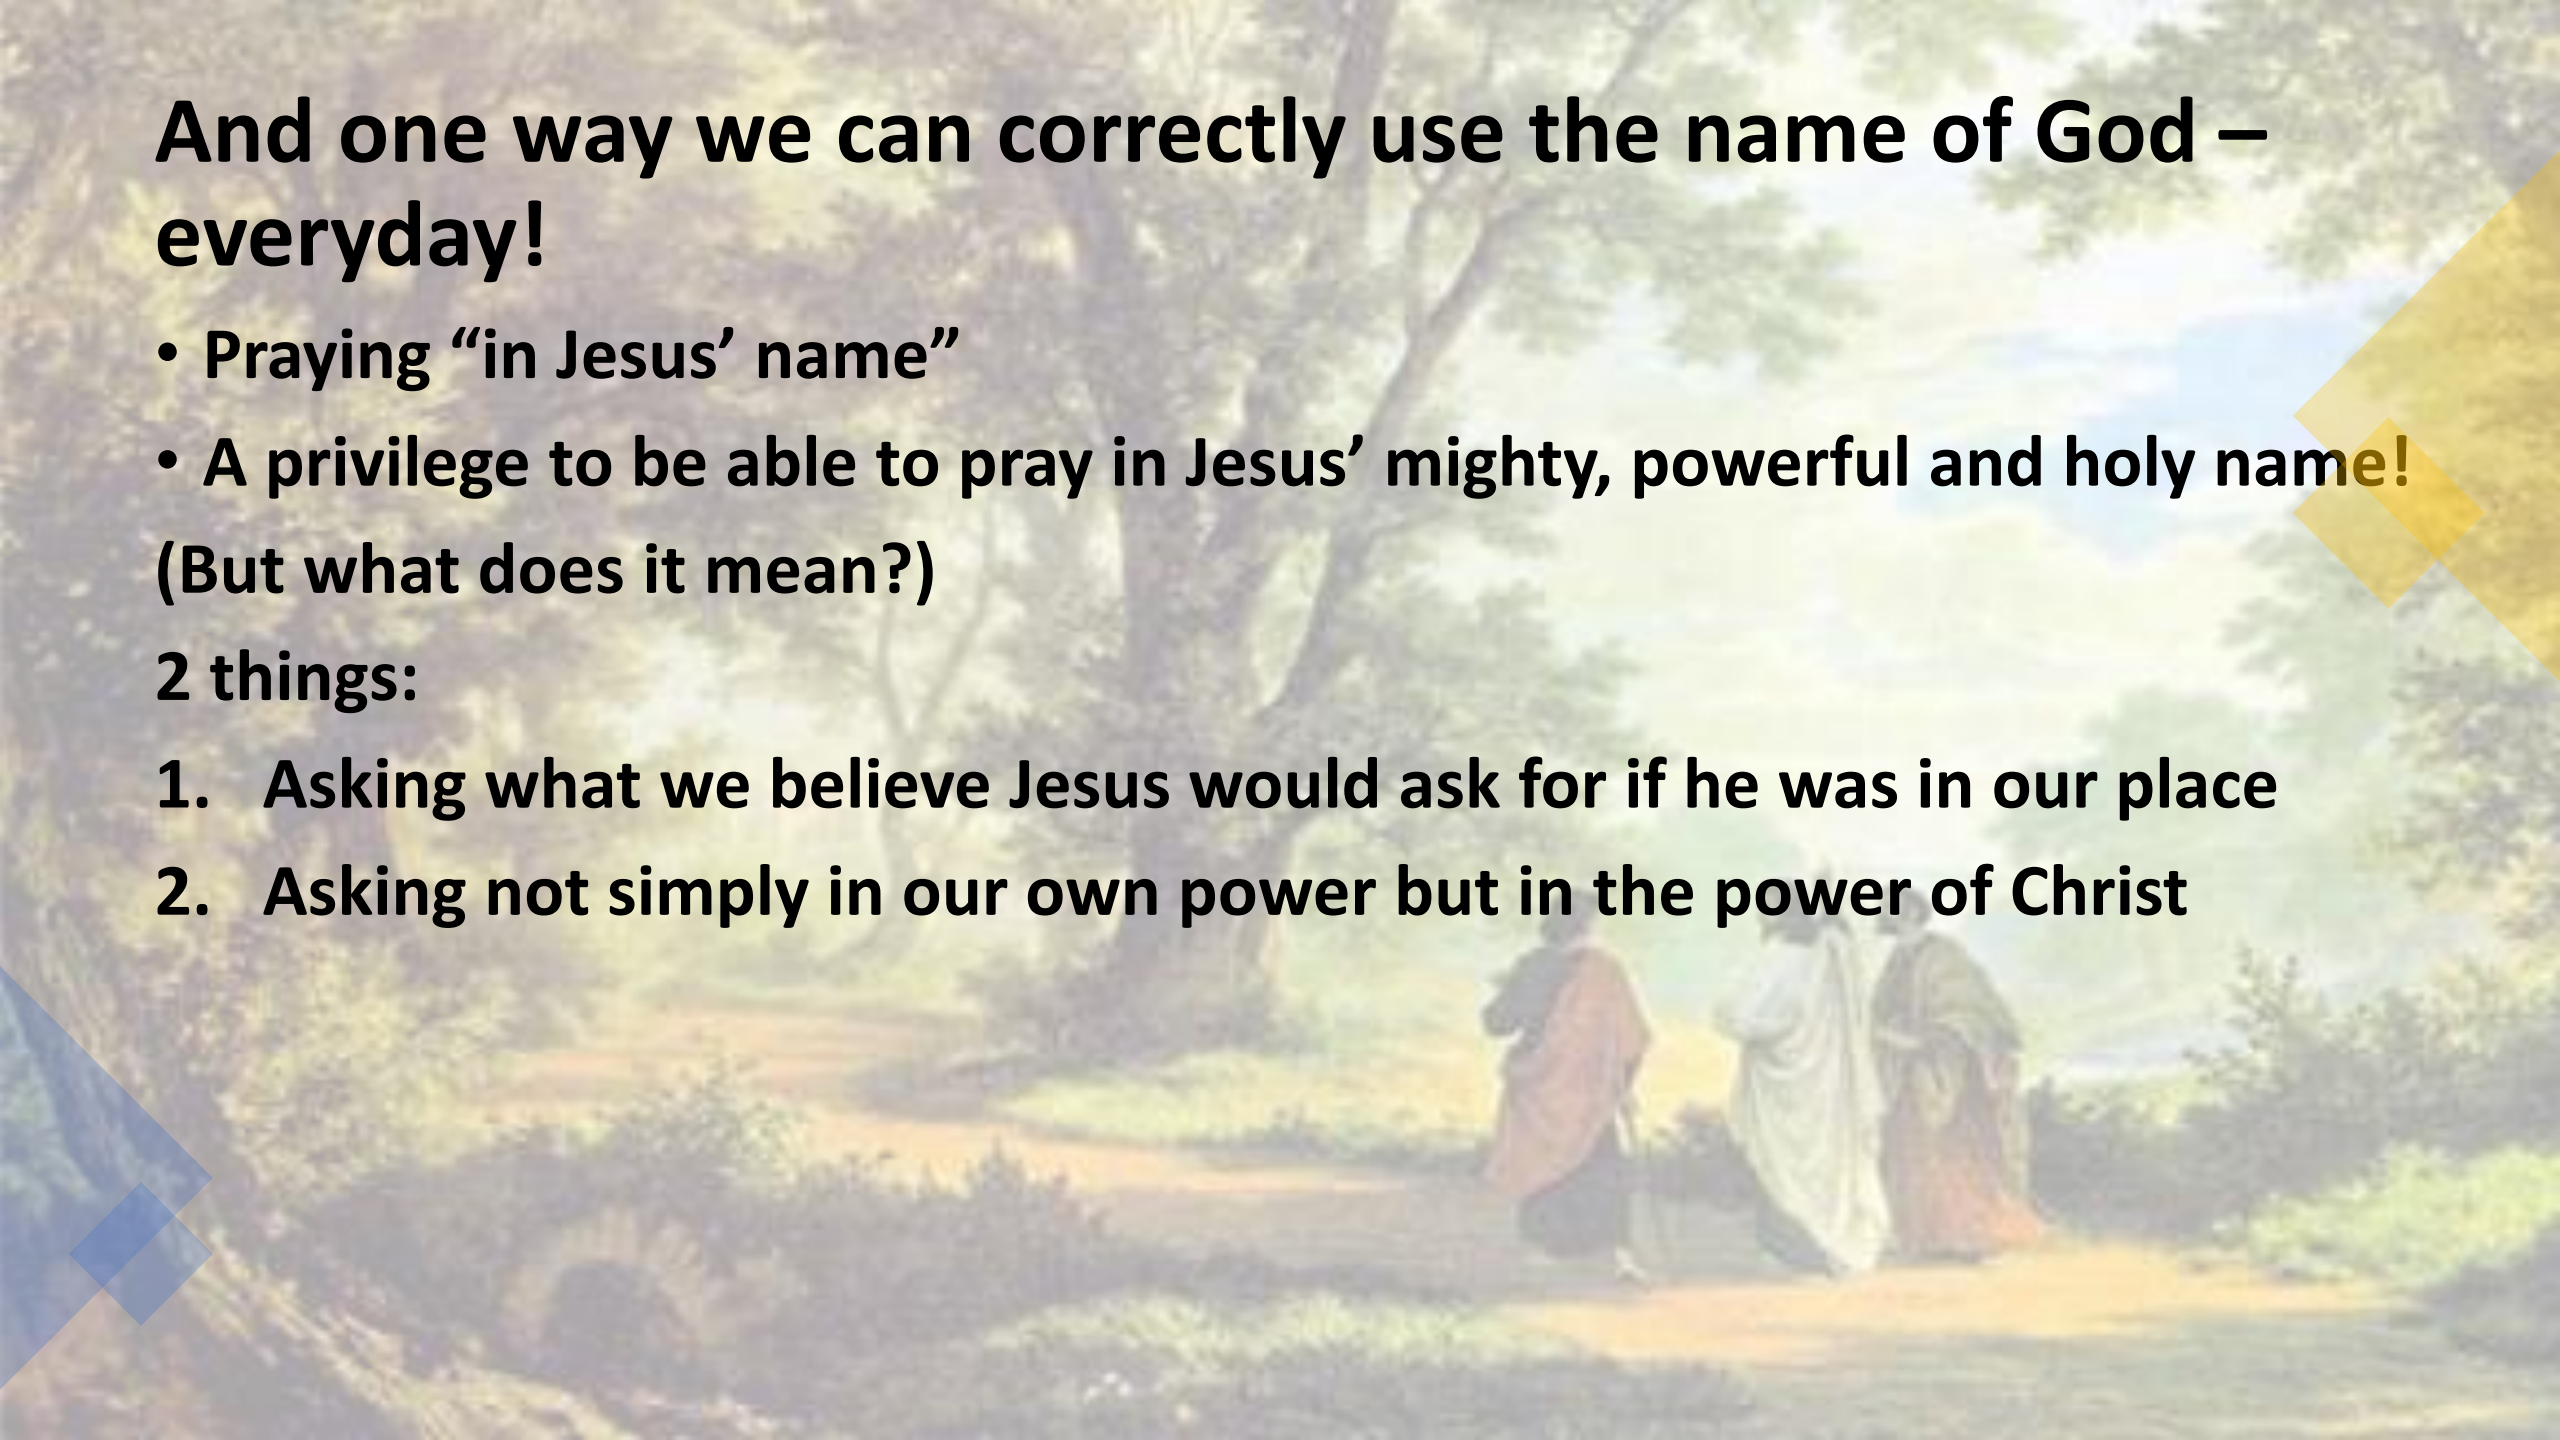 And one way we can correctly use the name of God –
everyday!
• Praying “in Jesus’ name”
• A privilege to be able to pray in Jesus’ mighty, powerful and holy name!
(But what does it mean?)
2 things:
1. Asking what we believe Jesus would ask for if he was in our place
2. Asking not simply in our own power but in the power of Christ